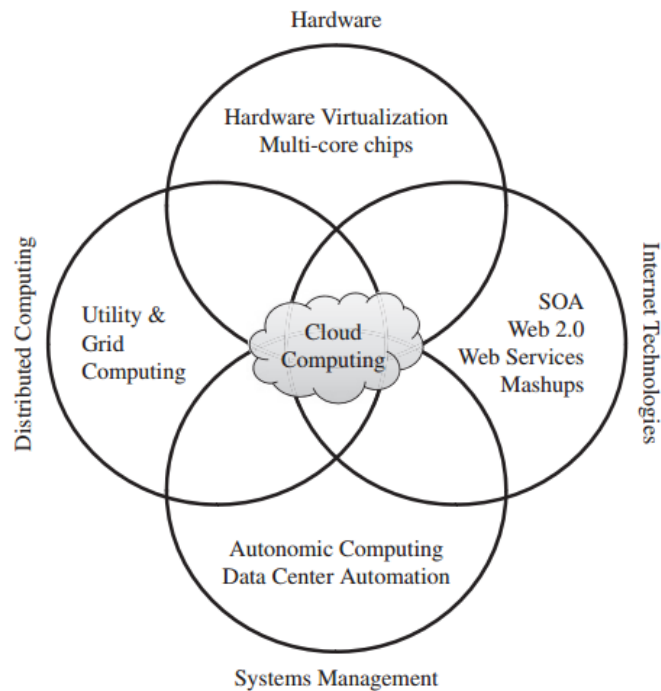 Hardware
Hardware Virtualization
Multi-core chips
Distributed Computing
Utility &
Grid
Computing
Cloud
Computing
SOA
Web 2.0
Web Services
Mashups
Internet Technologies
Autonomic Computing
Data Center Automation
Systems Management